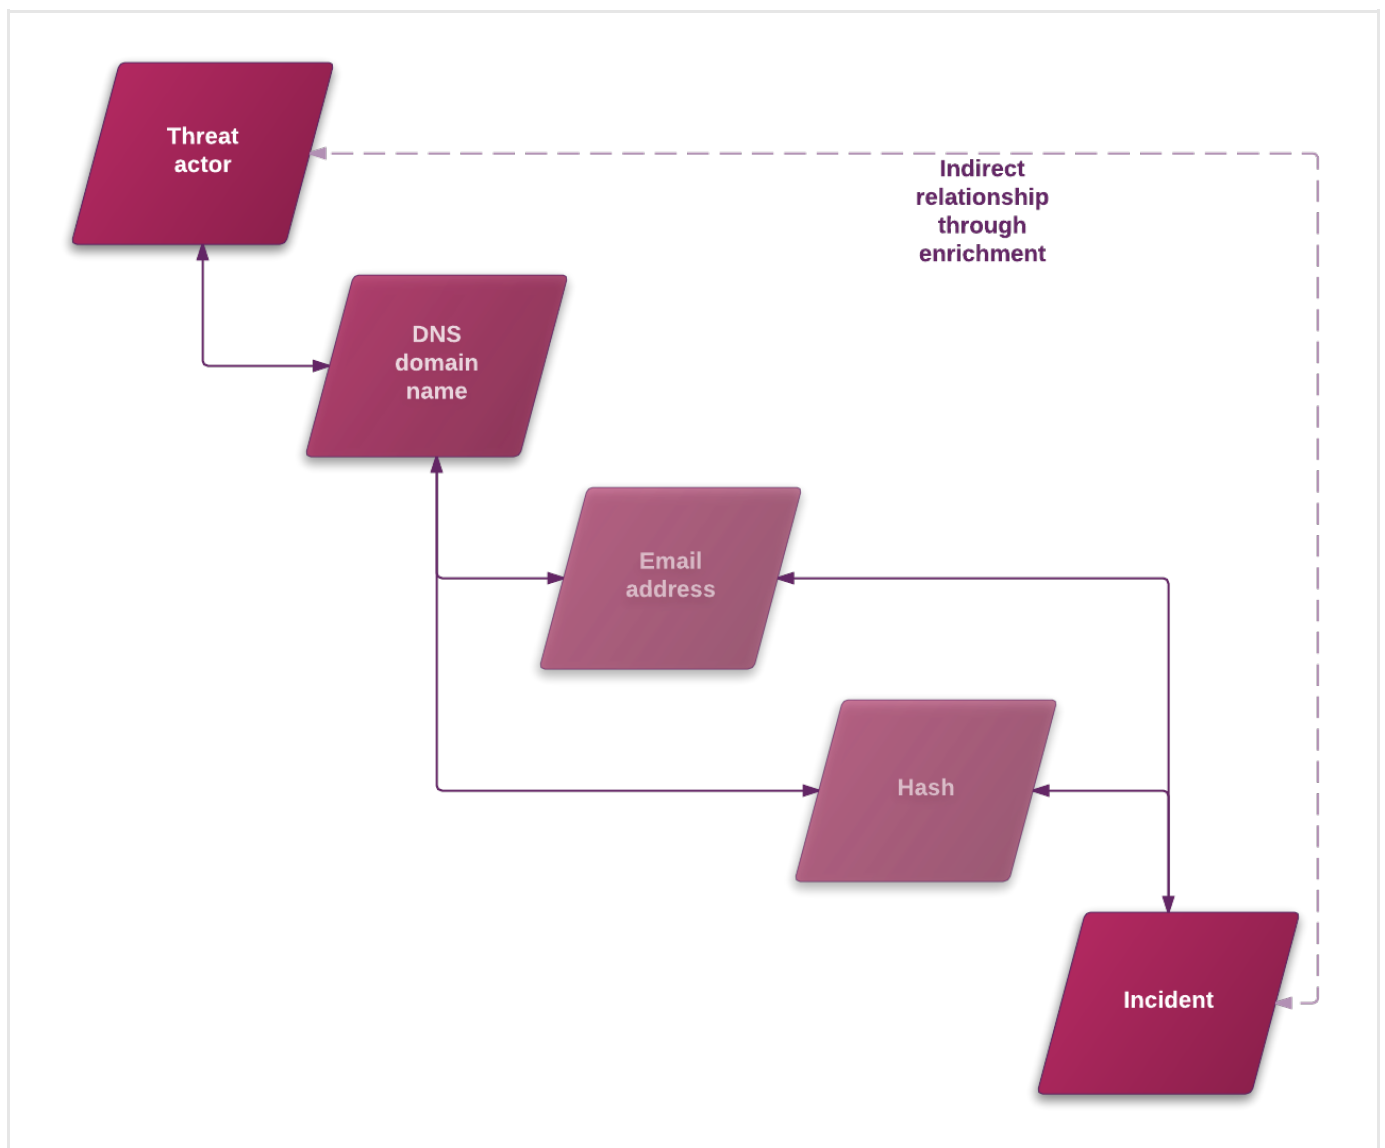 Threat
actor
Indirect
relationship
through
enrichment
DNS
domain
name
Email
address
Hash
Incident